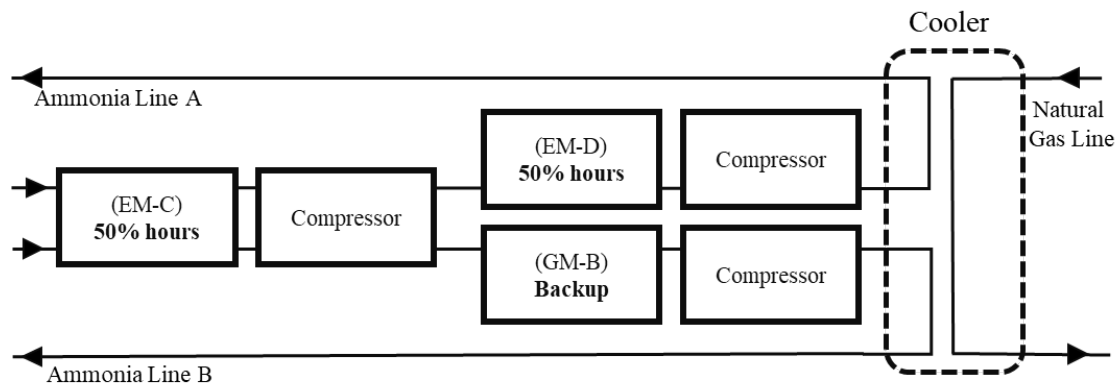 Cooler
Ammonia Line A
Natural
Gas Line
(EM-D)
50% hours
Compressor
(EM-C)
50% hours
Compressor
(GM-B)
Backup
Compressor
Ammonia Line B